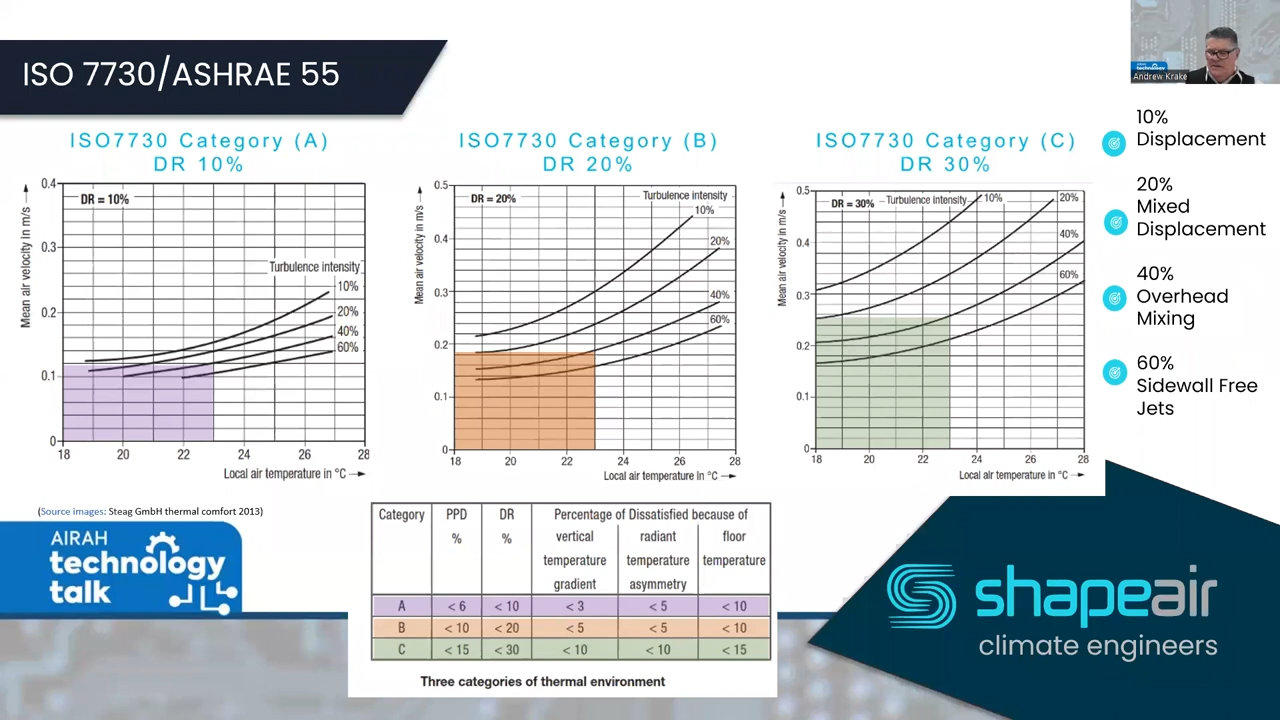 ISO 7730/ASHRAE 55
AIRAH
technology
Andrew Krake
ISO7730 Category (A)
DR 10%
0.4
0.3
0.2
0.1
0
Mean air velocity in m/s
DR = 10%
Turbulence intensity
10%
20%
40%
60%
18
20
22
24
26
28
Local air temperature in °C
ISO7730 Category (B)
DR 20%
0.5
0.4
0.3
0.2
0.1
0
Mean air velocity in m/s
DR = 20%
Turbulence intensity
10%
20%
40%
60%
18
20
22
24
26
28
Local air temperature in °C
ISO7730 Category (C)
DR 30%
0.5
0.4
0.3
0.2
0.1
0
Mean air velocity in m/s
DR = 30%
Turbulence intensity
10%
20%
40%
60%
18
20
22
24
26
28
Local air temperature in °C
10%
Displacement
20%
Mixed
Displacement
40%
Overhead
Mixing
60%
Sidewall Free
Jets
(Source images: Steag GmbH thermal comfort 2013)
AIRAH
technology
talk
Category PPD DR Percentage of Dissatisfied because of
% % vertical radiant floor
temperature temperature temperature
gradient asymmetry
A < 6 < 10 < 3 < 5 < 10
B < 10 < 20 < 5 < 5 < 10
C < 15 < 30 < 10 < 10 < 15
Three categories of thermal environment
shapeair
climate engineers